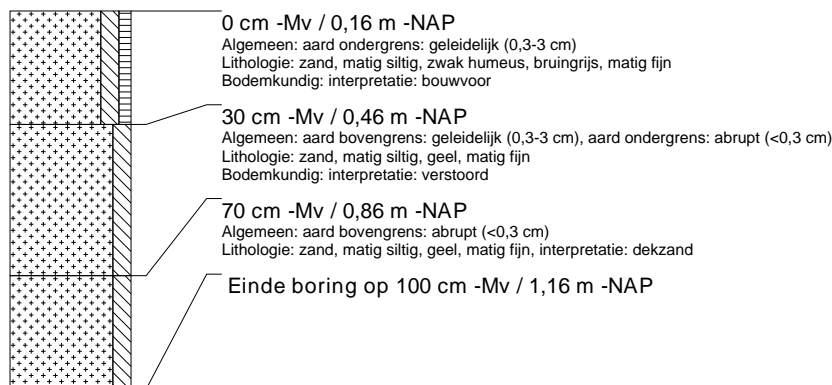 0 cm -Mv / 0,16 m -NAP
Algemeen: aard ondergrens: geleidelijk (0,3-3 cm)
Lithologie: zand, matig siltig, zwak humeus, bruingrijs, matig fijn
Bodemkundig: interpretatie: bouwvoor
30 cm -Mv / 0,46 m -NAP
Algemeen: aard bovengrens: geleidelijk (0,3-3 cm), aard ondergrens: abrupt (<0,3 cm)
Lithologie: zand, matig siltig, geel, matig fijn
Bodemkundig: interpretatie: verstoord
70 cm -Mv / 0,86 m -NAP
Algemeen: aard bovengrens: abrupt (<0,3 cm)
Lithologie: zand, matig siltig, geel, matig fijn, interpretatie: dekzand
Einde boring op 100 cm -Mv / 1,16 m -NAP